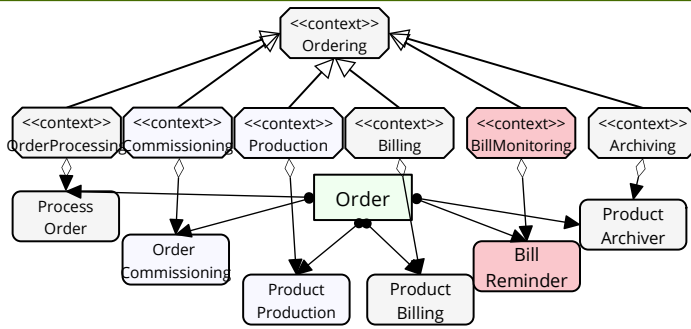 <<context>>
Ordering
<<context>>
OrderProcessing
<<context>>
Commissioning
<<context>>
Production
<<context>>
Billing
<<context>>
BillMonitoring
<<context>>
Archiving
Process
Order
Order
Commissioning
Product
Production
Order
Product
Billing
Bill
Reminder
Product
Archiver